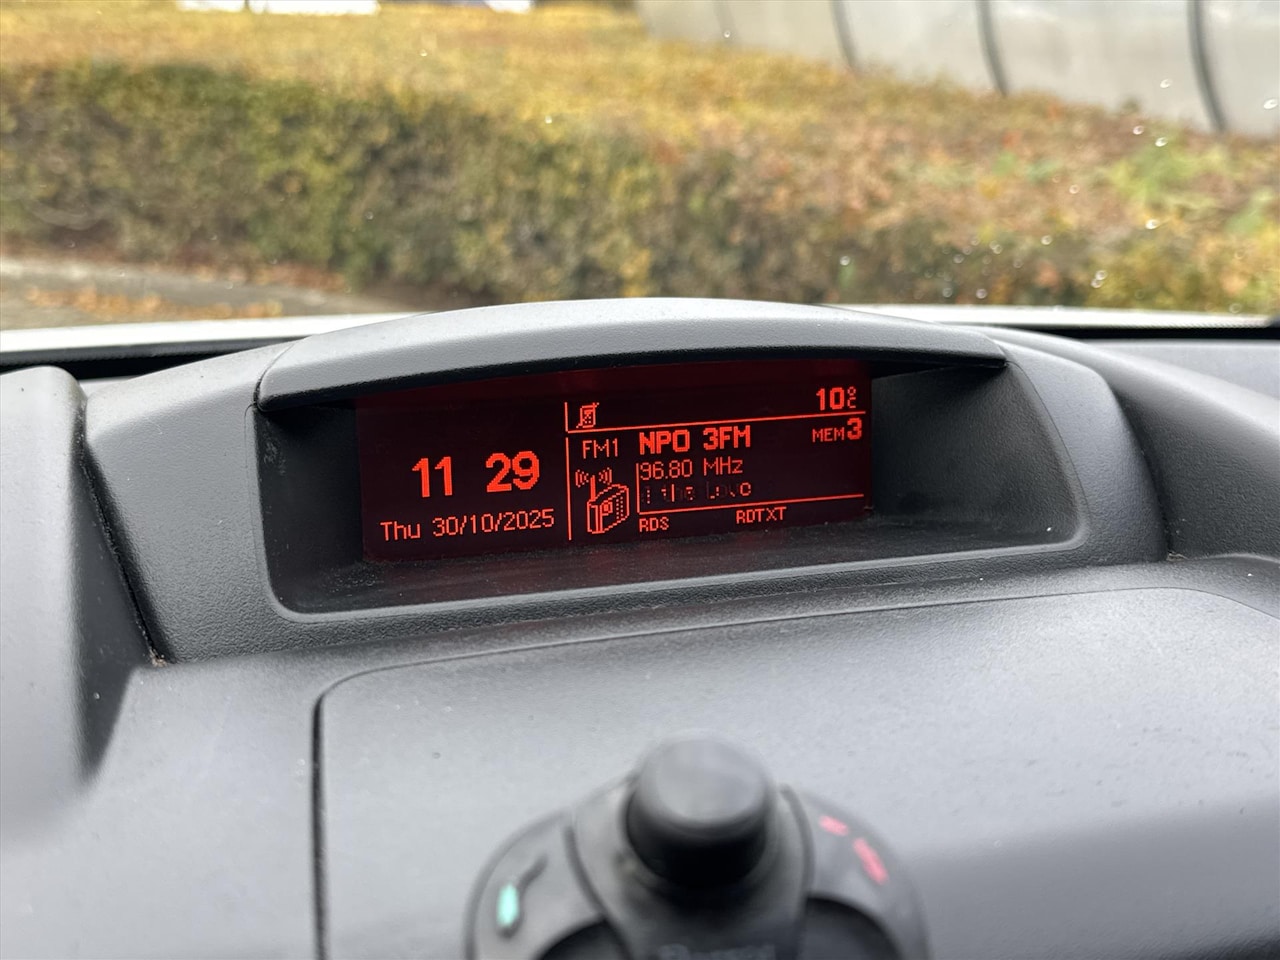 10°C
11 29
FM1 NPO 3FM MEM3
96.80 MHz
Thu 30/10/2025
RDS RDTXT